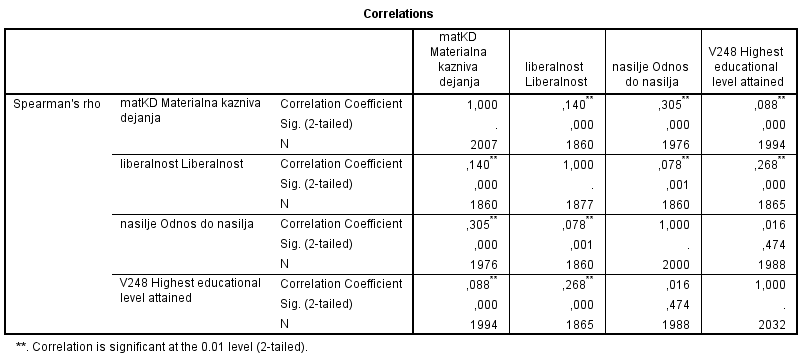 Correlations
matKD Materialna kazniva dejanja liberalnost Liberalnost nasilje Odnos do nasilja V248 Highest educational level attained
Spearman's rho matKD Materialna kazniva dejanja Correlation Coefficient 1,000 ,140** ,305** ,088**
Sig. (2-tailed) . ,000 ,000 ,000
N 2007 1860 1976 1994
liberalnost Liberalnost Correlation Coefficient ,140** 1,000 ,078** ,268**
Sig. (2-tailed) ,000 . ,001 ,000
N 1860 1877 1860 1865
nasilje Odnos do nasilja Correlation Coefficient ,305** ,078** 1,000 ,016
Sig. (2-tailed) ,000 ,001 . ,474
N 1976 1860 2000 1988
V248 Highest educational level attained Correlation Coefficient ,088** ,268** ,016 1,000
Sig. (2-tailed) ,000 ,000 ,474 .
N 1994 1865 1988 2032
**. Correlation is significant at the 0.01 level (2-tailed).